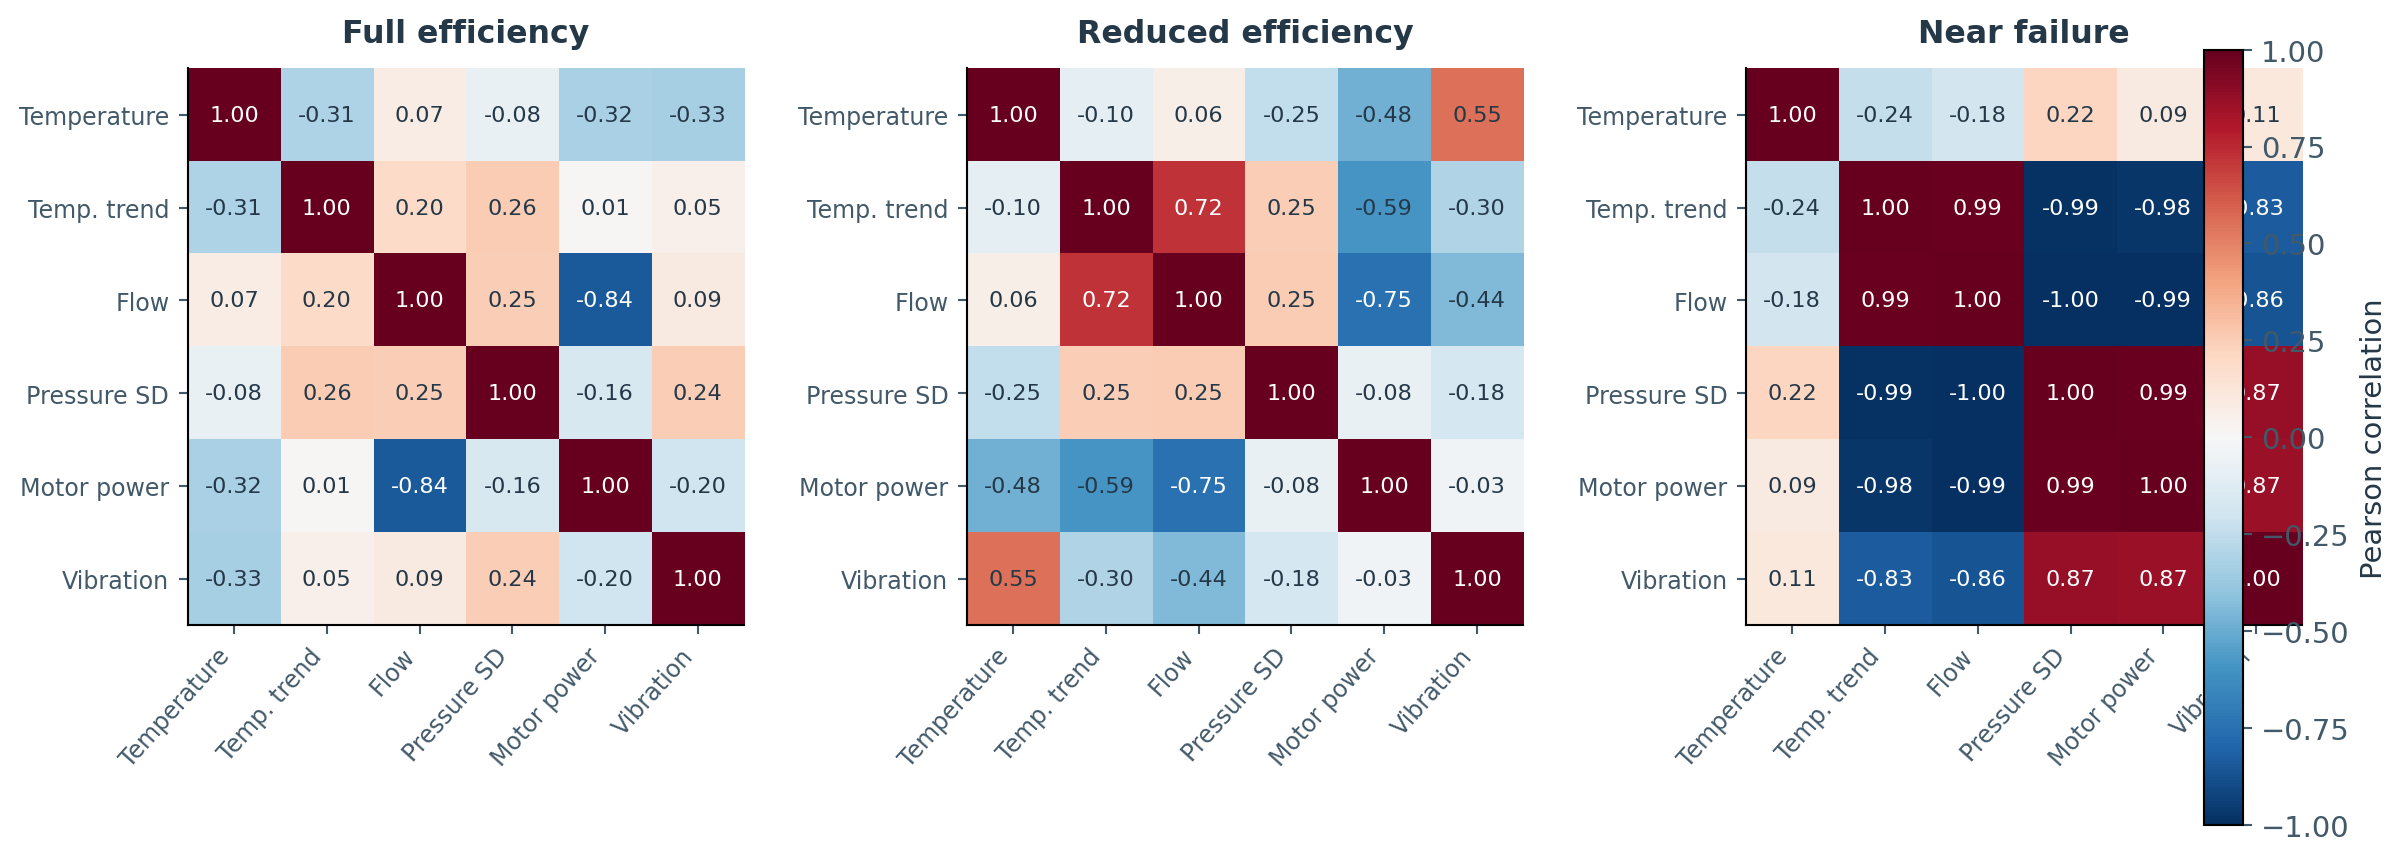 Full efficiency
Temperature 1.00 -0.31 0.07 -0.08 -0.32 -0.33
Temp. trend -0.31 1.00 0.20 0.26 0.01 0.05
Flow 0.07 0.20 1.00 0.25 -0.84 0.09
Pressure SD -0.08 0.26 0.25 1.00 -0.16 0.24
Motor power -0.32 0.01 -0.84 -0.16 1.00 -0.20
Vibration -0.33 0.05 0.09 0.24 -0.20 1.00
Temperature Temp. trend Flow Pressure SD Motor power Vibration
Reduced efficiency
Temperature 1.00 -0.10 0.06 -0.25 -0.48 0.55
Temp. trend -0.10 1.00 0.72 0.25 -0.59 -0.30
Flow 0.06 0.72 1.00 0.25 -0.75 -0.44
Pressure SD -0.25 0.25 0.25 1.00 -0.08 -0.18
Motor power -0.48 -0.59 -0.75 -0.08 1.00 -0.03
Vibration 0.55 -0.30 -0.44 -0.18 -0.03 1.00
Temperature Temp. trend Flow Pressure SD Motor power Vibration
Near failure
Temperature 1.00 -0.24 -0.18 0.22 0.09 .11
Temp. trend -0.24 1.00 0.99 -0.99 -0.98 .83
Flow -0.18 0.99 1.00 -1.00 -0.99 .86
Pressure SD 0.22 -0.99 -1.00 1.00 0.99 .87
Motor power 0.09 -0.98 -0.99 0.99 1.00 .87
Vibration 0.11 -0.83 -0.86 0.87 0.87 .00
Temperature Temp. trend Flow Pressure SD Motor power
1.00
0.75
0.50
0.25
0.00
−0.25
−0.50
−0.75
−1.00
Pearson correlation